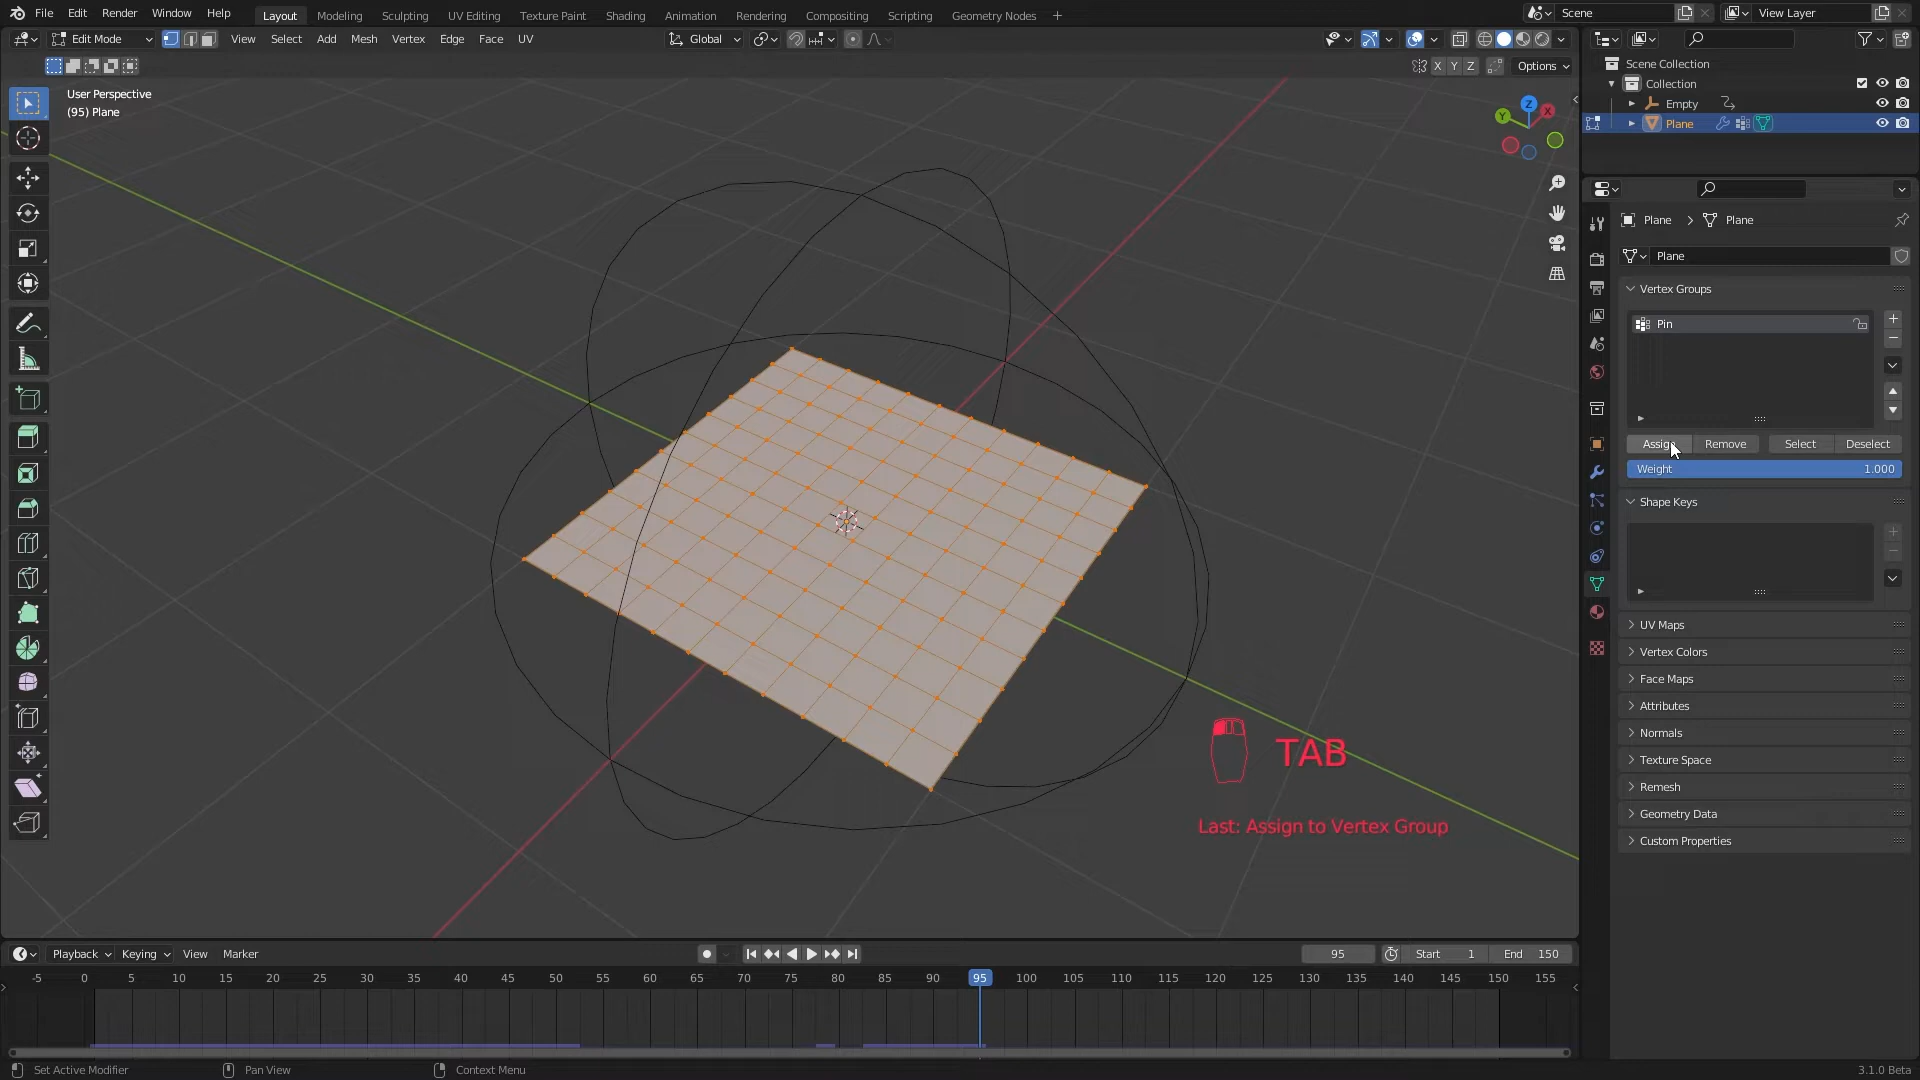 File Edit Render Window Help Layout Modeling Sculpting UV Editing Texture Paint Shading Animation Rendering Compositing Scripting Geometry Nodes + Scene View Layer
Edit Mode View Select Add Mesh Vertex Edge Face UV Global
X Y Z Options
Scene Collection
Collection
Empty
Plane
User Perspective
(95) Plane
Z
X
Y
Plane > Plane
Plane
Vertex Groups
Pin
Assign Remove Select Deselect
Weight 1.000
Shape Keys
UV Maps
Vertex Colors
Face Maps
Attributes
Normals
Texture Space
Remesh
Geometry Data
Custom Properties
TAB
Last: Assign to Vertex Group
Playback Keying View Marker 95 Start 1 End 150
-5 0 5 10 15 20 25 30 35 40 45 50 55 60 65 70 75 80 85 90 95 100 105 110 115 120 125 130 135 140 145 150 155
Set Active Modifier Pan View Context Menu 3.1.0 Beta